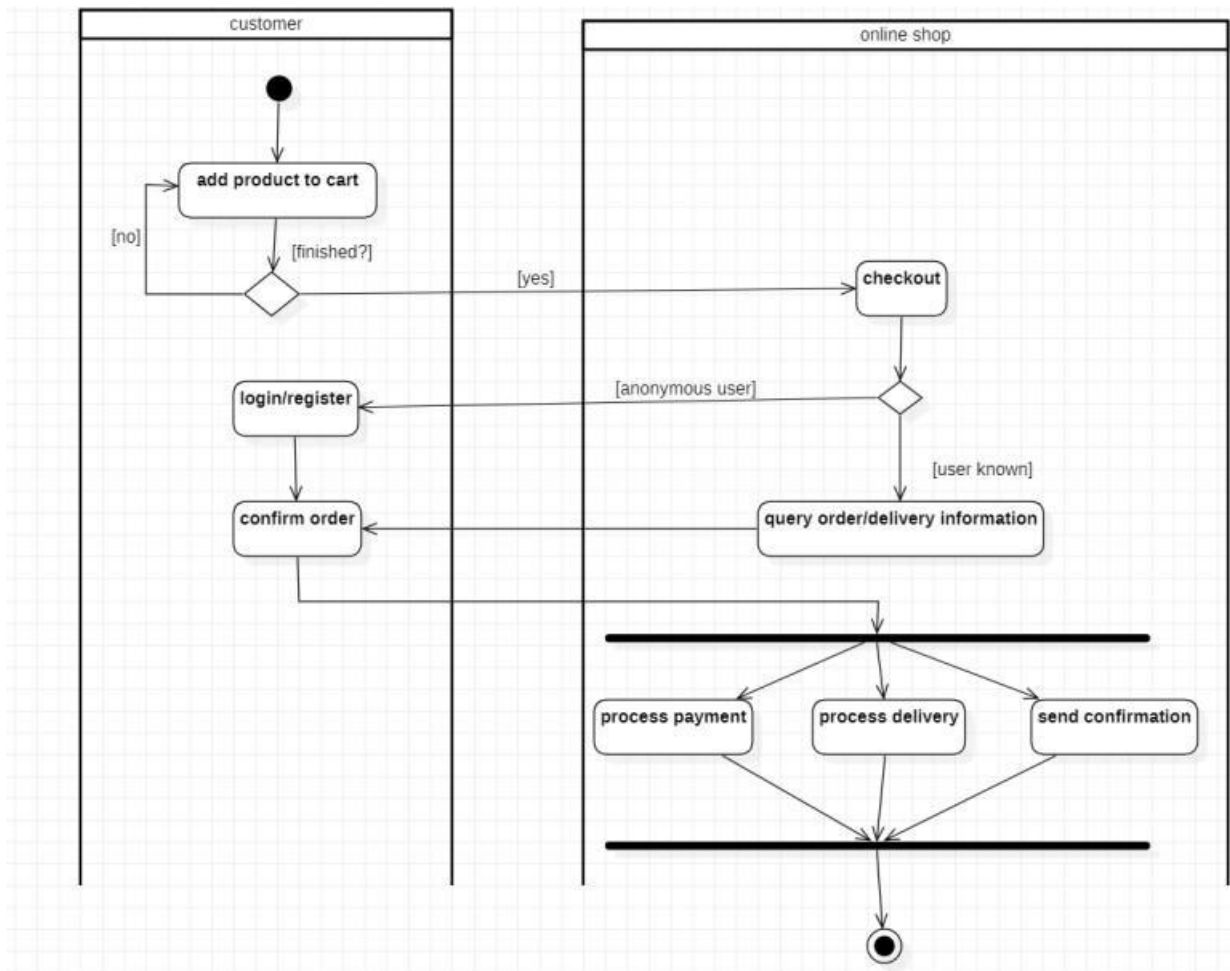 customer
online shop
add product to cart
[no]
[finished?]
[yes]
checkout
[anonymous user]
login/register
[user known]
confirm order
query order/delivery information
process payment
process delivery
send confirmation